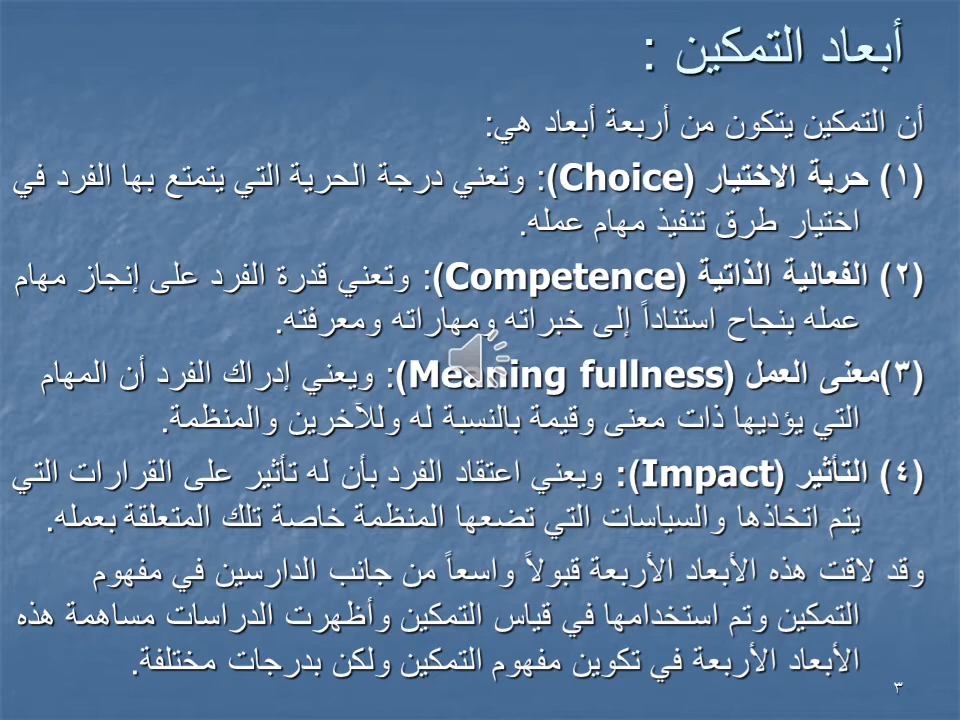 أبعاد التمكين :
أن التمكين يتكون من أربعة أبعاد هي:
(١) حرية الاختيار (Choice): وتعني درجة الحرية التي يتمتع بها الفرد في
اختيار طرق تنفيذ مهام عمله.
(٢) الفعالية الذاتية (Competence): وتعني قدرة الفرد على إنجاز مهام
عمله بنجاح استناداً إلى خبراته ومهاراته ومعرفته.
(٣)معنى العمل (Meaning fullness): ويعني إدراك الفرد أن المهام
التي يؤديها ذات معنى وقيمة بالنسبة له وللآخرين والمنظمة.
(٤) التأثير (Impact): ويعني اعتقاد الفرد بأن له تأثير على القرارات التي
يتم اتخاذها والسياسات التي تضعها المنظمة خاصة تلك المتعلقة بعمله.
وقد لاقت هذه الأبعاد الأربعة قبولاً واسعاً من جانب الدارسين في مفهوم
التمكين وتم استخدامها في قياس التمكين وأظهرت الدراسات مساهمة هذه
الأبعاد الأربعة في تكوين مفهوم التمكين ولكن بدرجات مختلفة.
٣